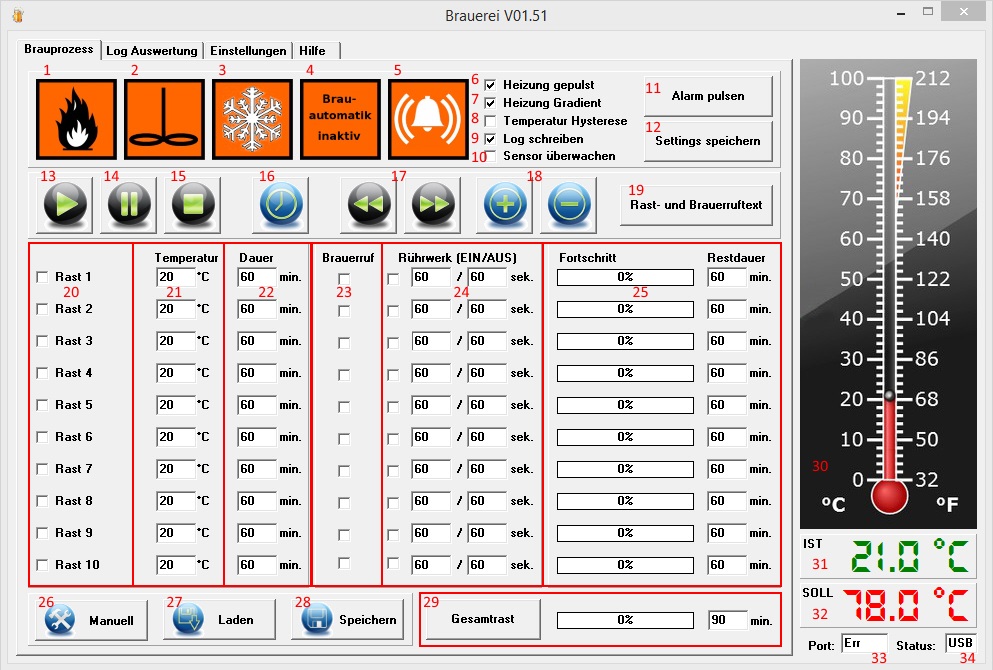 Brauerei V01.51
Brauprozess Log Auswertung Einstellungen Hilfe
1 2 3 4 5
Brau-
automatik
inaktiv
6 Heizung gepulst
7 Heizung Gradient
8 Temperatur Hysterese
9 Log schreiben
10 Sensor überwachen
11 Alarm pulsen
12 Settings speichern
13 14 15 16 17 18
19 Rast- und Brauerruftext
Temperatur Dauer Brauerruf Rührwerk (EIN/AUS) Fortschritt Restdauer
Rast 1 20 °C 60 min. 60 / 60 sek. 0% 60 min.
20 21 22 23 24 25
Rast 2 20 °C 60 min. 60 / 60 sek. 0% 60 min.
Rast 3 20 °C 60 min. 60 / 60 sek. 0% 60 min.
Rast 4 20 °C 60 min. 60 / 60 sek. 0% 60 min.
Rast 5 20 °C 60 min. 60 / 60 sek. 0% 60 min.
Rast 6 20 °C 60 min. 60 / 60 sek. 0% 60 min.
Rast 7 20 °C 60 min. 60 / 60 sek. 0% 60 min.
Rast 8 20 °C 60 min. 60 / 60 sek. 0% 60 min.
Rast 9 20 °C 60 min. 60 / 60 sek. 0% 60 min.
Rast 10 20 °C 60 min. 60 / 60 sek. 0% 60 min.
26 Manuell
27 Laden
28 Speichern
29 Gesamtrast 0% 90 min.
100 212
90 194
80 176
70 158
60 140
50 122
40 104
30 86
20 68
10 50
30
0 32
°C °F
IST
31 21.0 °C
SOLL
32 78.0 °C
Port: Err Status: USB
33 34